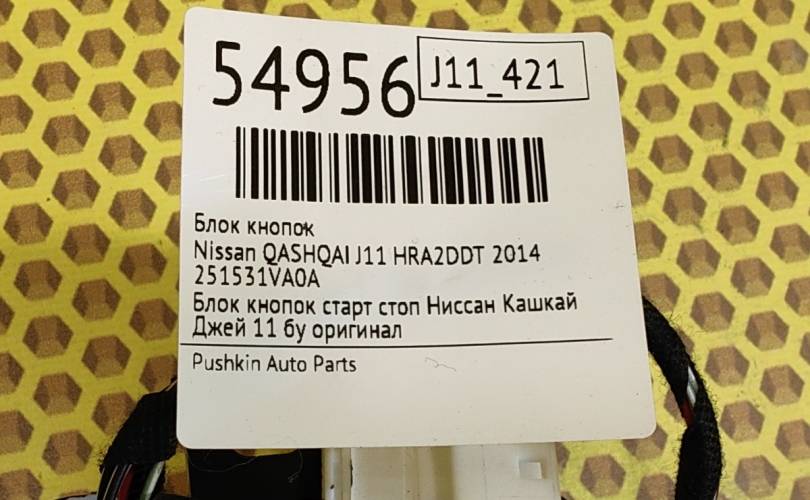 54956 J11_421
Блок кнопок
Nissan QASHQAI J11 HRA2DDT 2014
251531VA0A
Блок кнопок старт стоп Ниссан Кашкай
Джей 11 бу оригинал
Pushkin Auto Parts